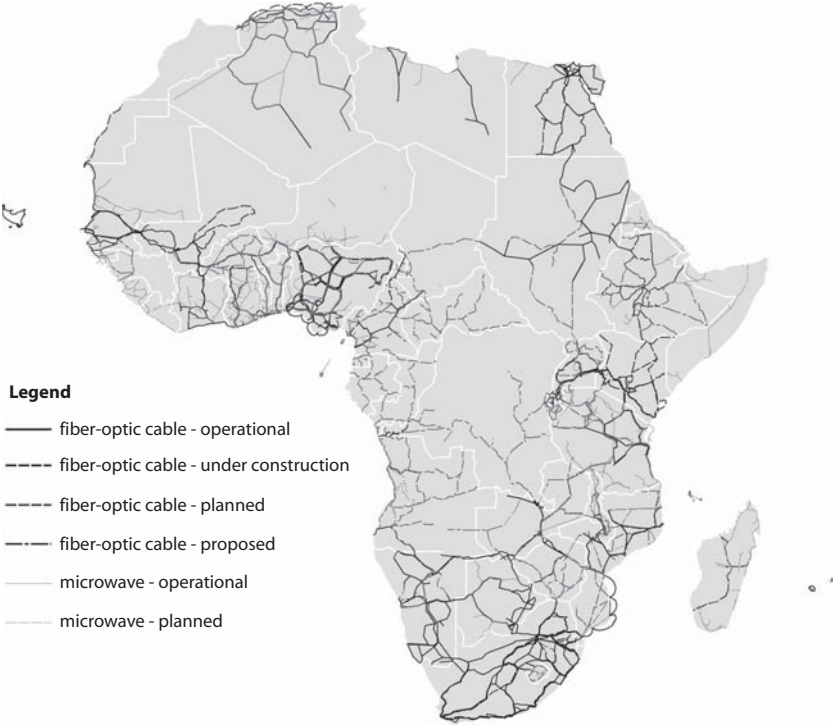 Legend
fiber-optic cable - operational
fiber-optic cable - under construction
fiber-optic cable - planned
fiber-optic cable - proposed
microwave - operational
microwave - planned